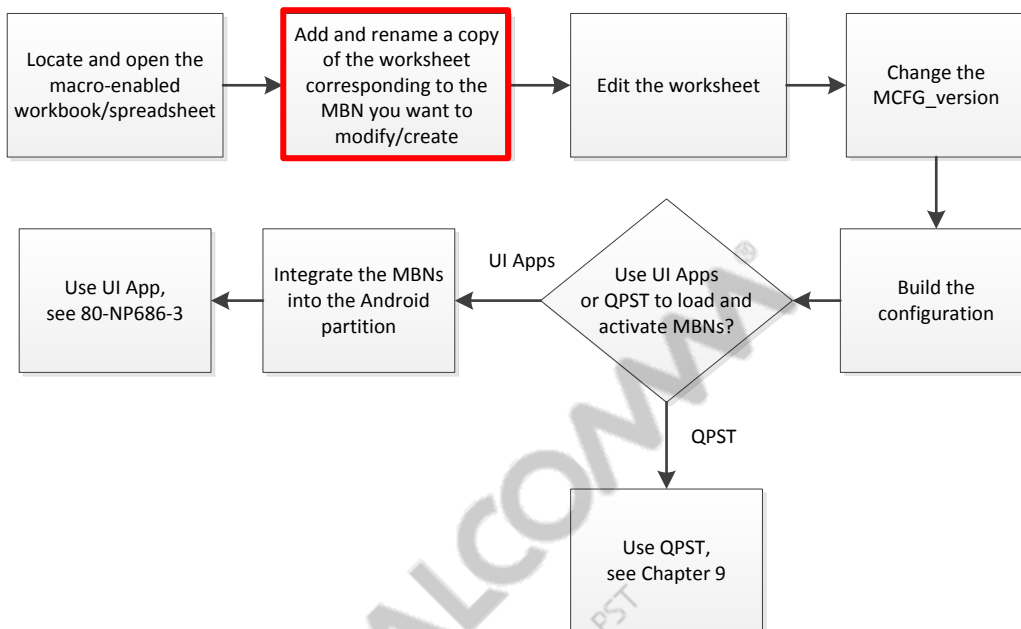 Locate and open the
macro-enabled
workbook/spreadsheet
Add and rename a copy
of the worksheet
corresponding to the
MBN you want to
modify/create
Edit the worksheet
Change the
MCFG_version
Use UI App,
see 80-NP686-3
Integrate the MBNs
into the Android
partition
UI Apps
Use UI Apps
or QPST to load and
activate MBNs?
Build the
configuration
QPST
Use QPST,
see Chapter 9
ALCOMM®
PST